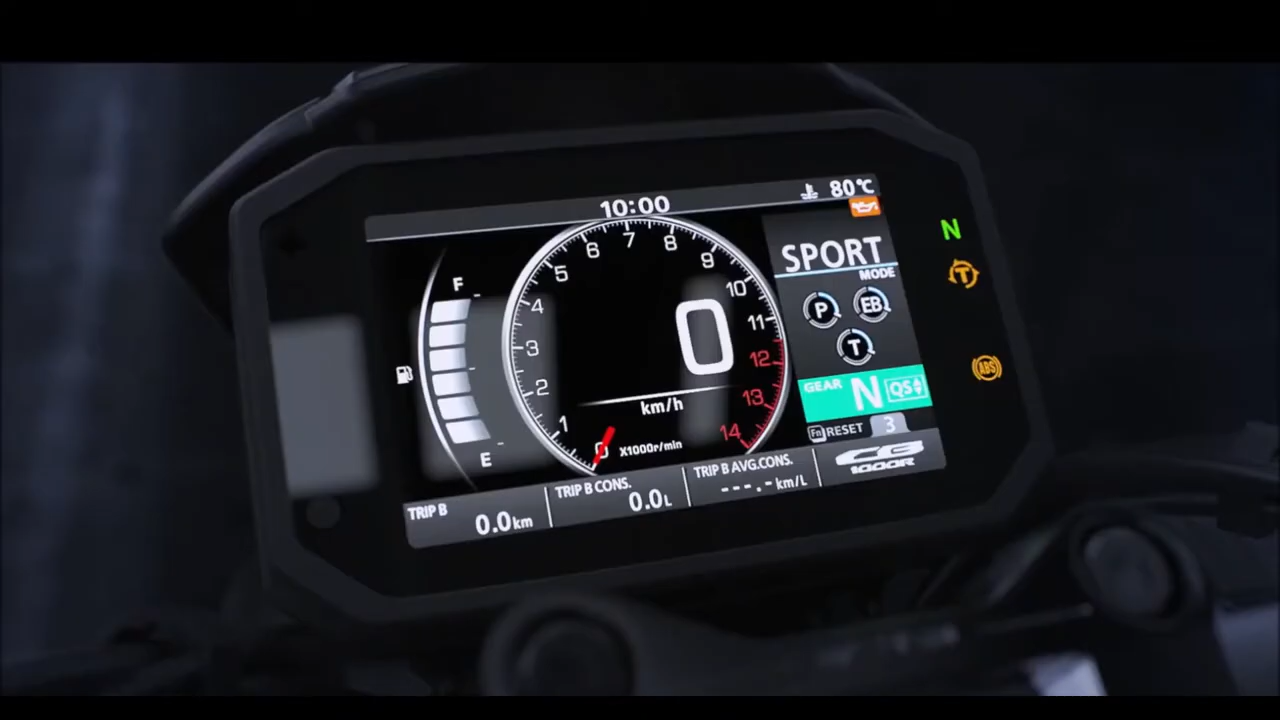 10:00
80℃
F
E
0 1 2 3 4 5 6 7 8 9 10 11 12 13 14
0
km/h
X1000r/min
SPORT
MODE
P
EB
T
GEAR N QS
Fn RESET 3
TRIP B
0.0km
TRIP B CONS.
0.0L
TRIP B AVG.CONS.
---.-km/L
CB
1000R
N
T
ABS